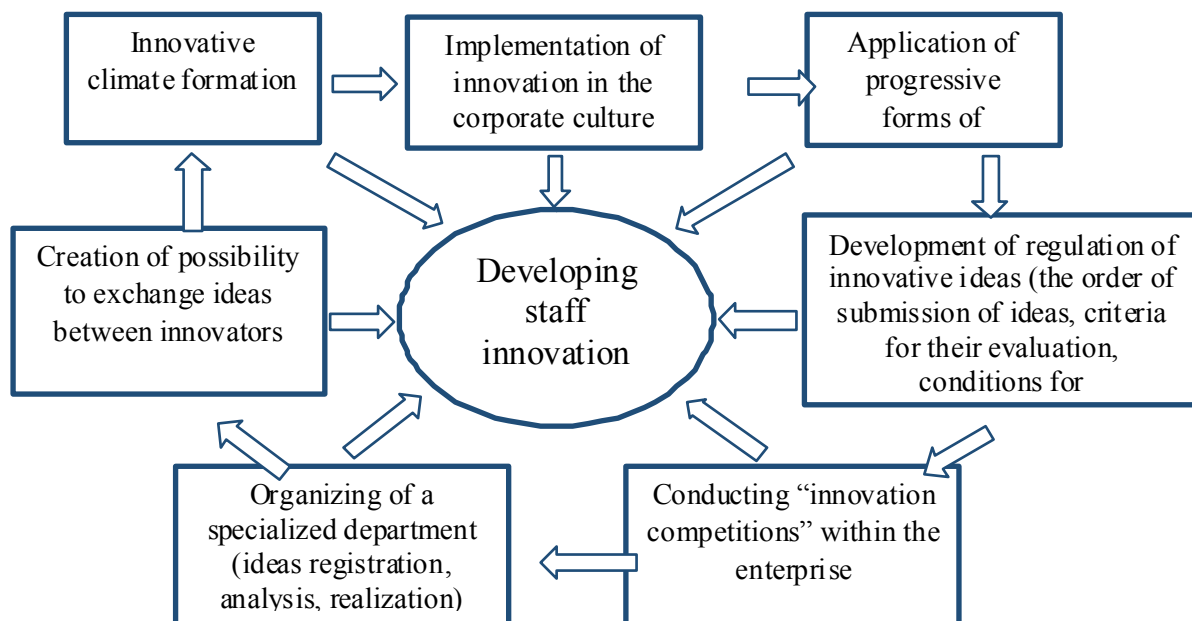 Innovative
climate formation
Implementation of
innovation in the
corporate culture
Application of
progressive
forms of
Creation of possibility
to exchange ideas
between innovators
Developing
staff
innovation
Development of regulation of
innovative ideas (the order of
submission of ideas, criteria
for their evaluation,
conditions for
Organizing of a
specialized department
(ideas registration,
analysis, realization)
Conducting “innovation
competitions” within the
enterprise